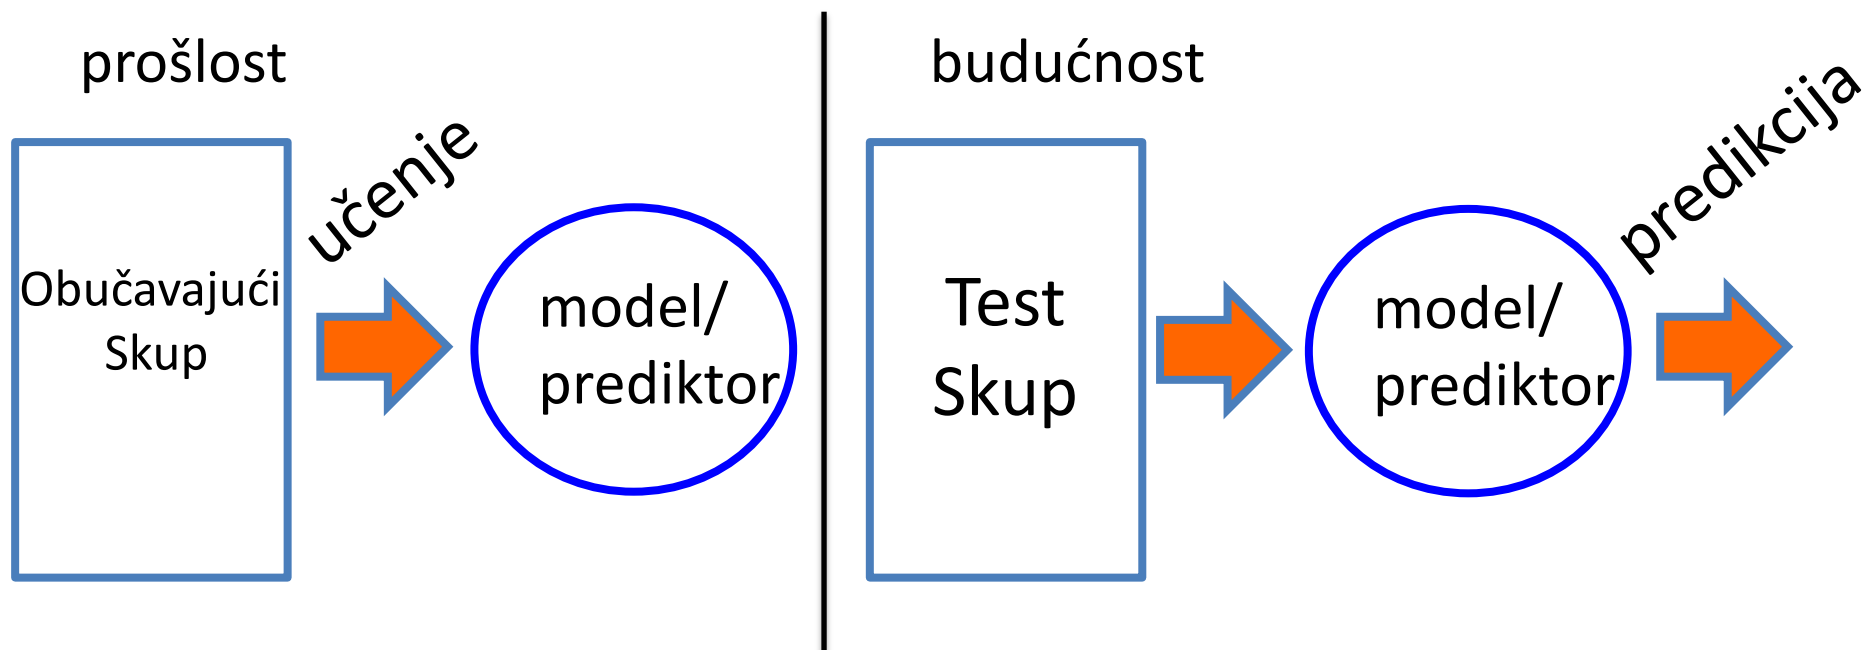 prošlost
učenje
Obučavajući
Skup
model/
prediktor
budućnost
predikcija
Test
Skup
model/
prediktor